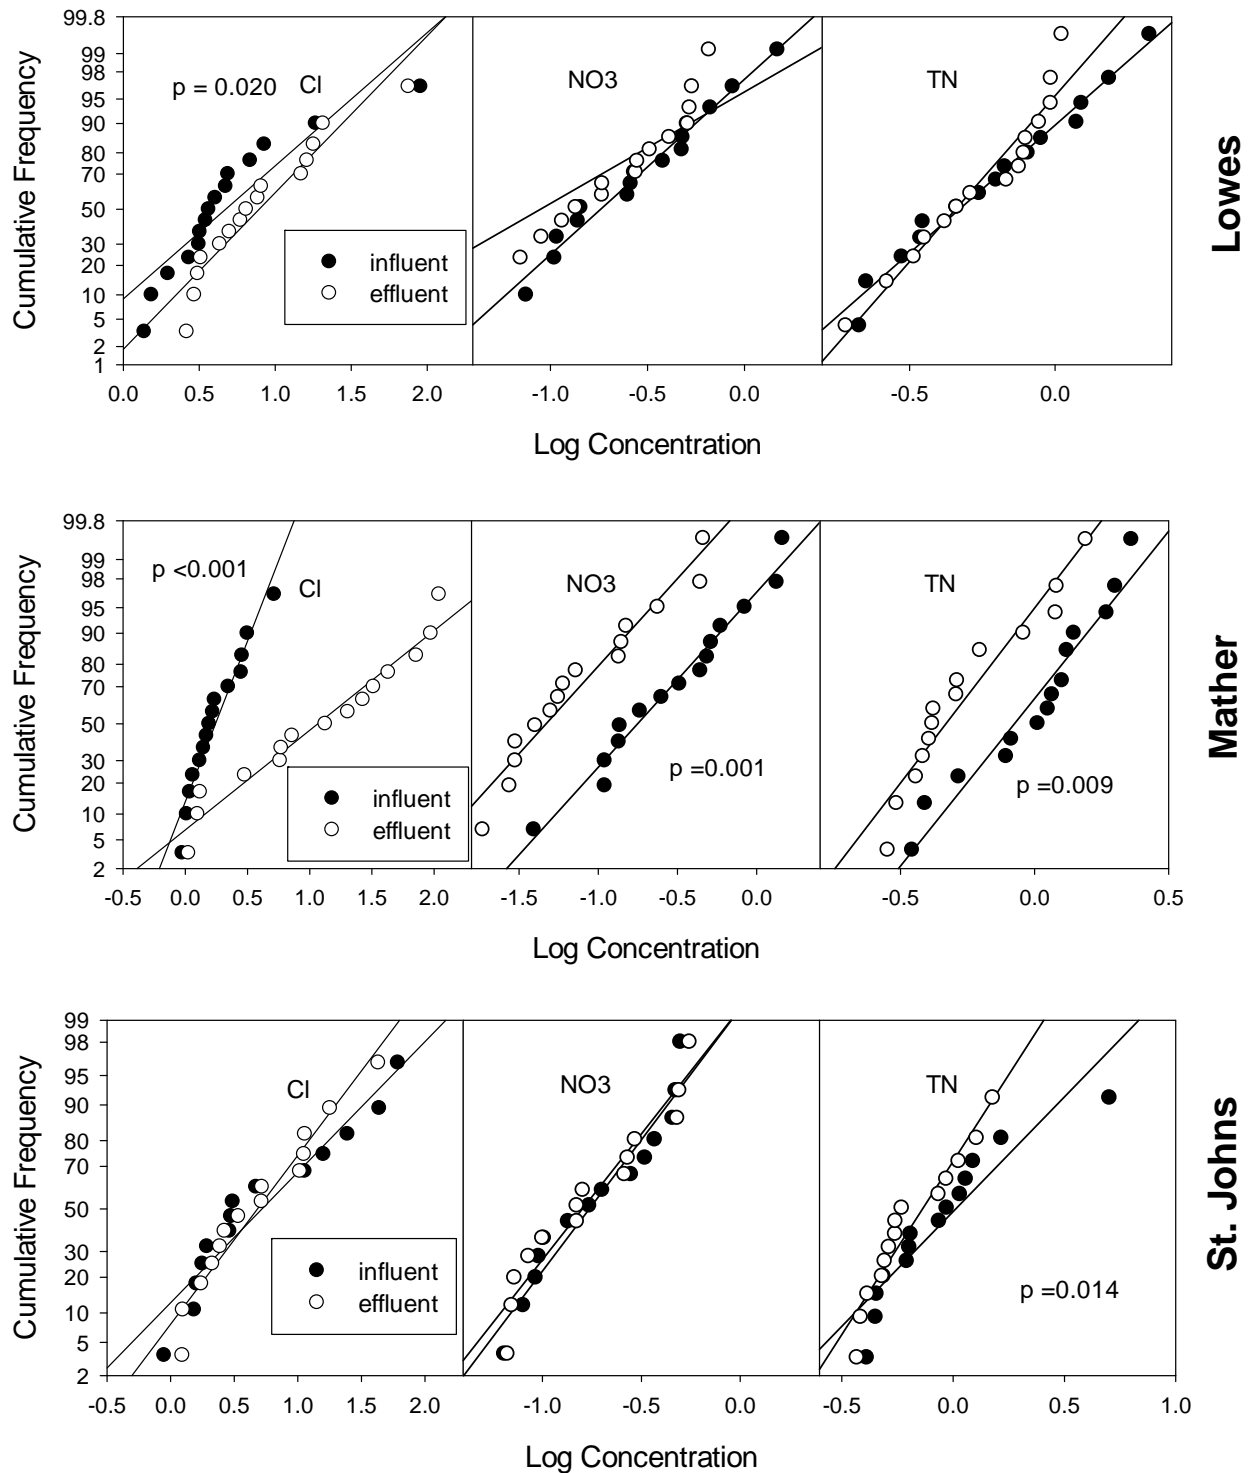 99.8
99
98
95
90
80
70
50
30
20
10
5
2
1
Cumulative Frequency
p = 0.020
Cl
NO3
TN
influent
effluent
0.0 0.5 1.0 1.5 2.0
-1.0 -0.5 0.0
-0.5 0.0
Log Concentration
Lowes
99.8
99
98
95
90
80
70
50
30
20
10
5
2
Cumulative Frequency
p <0.001
Cl
NO3
TN
p =0.001
p =0.009
influent
effluent
-0.5 0.0 0.5 1.0 1.5 2.0
-1.5 -1.0 -0.5 0.0
-0.5 0.0 0.5
Log Concentration
Mather
99
98
95
90
80
70
50
30
20
10
5
2
Cumulative Frequency
Cl
NO3
TN
p =0.014
influent
effluent
-0.5 0.0 0.5 1.0 1.5 2.0
-1.0 -0.5 0.0
-0.5 0.0 0.5 1.0
Log Concentration
St. Johns